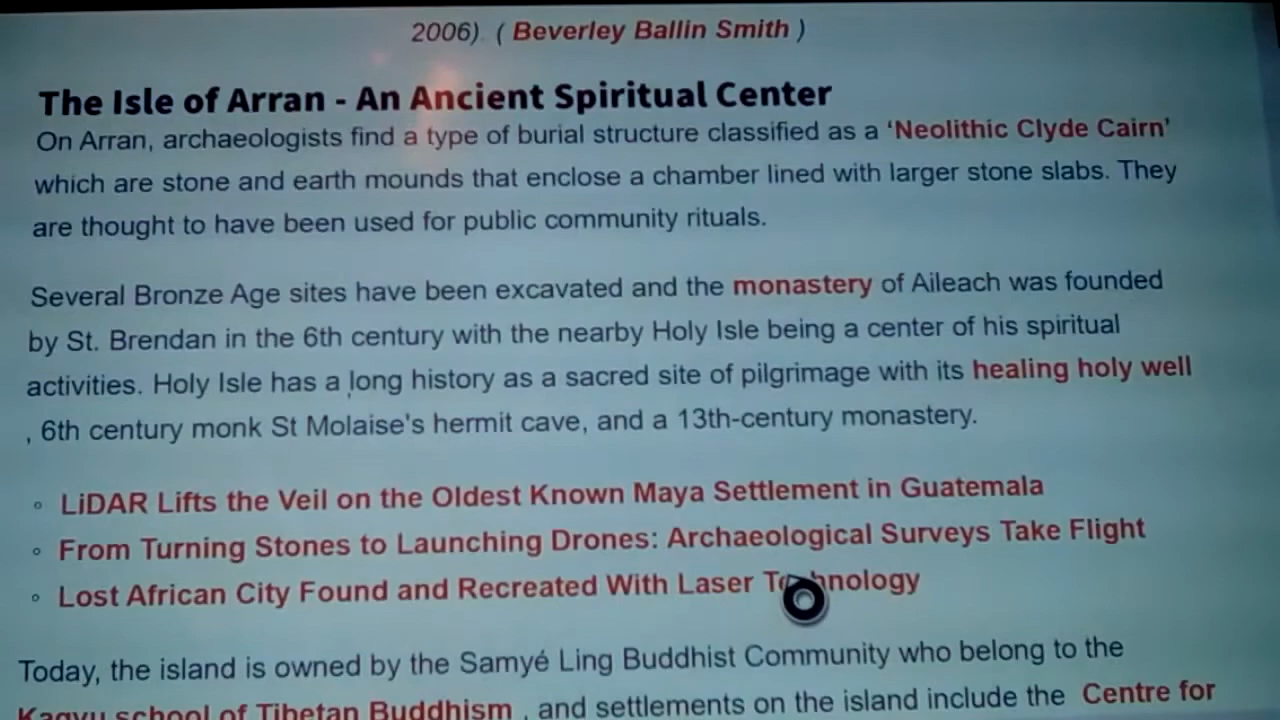 2006) ( Beverley Ballin Smith )
The Isle of Arran - An Ancient Spiritual Center
On Arran, archaeologists find a type of burial structure classified as a ‘Neolithic Clyde Cairn’
which are stone and earth mounds that enclose a chamber lined with larger stone slabs. They
are thought to have been used for public community rituals.
Several Bronze Age sites have been excavated and the monastery of Aileach was founded
by St. Brendan in the 6th century with the nearby Holy Isle being a center of his spiritual
activities. Holy Isle has a long history as a sacred site of pilgrimage with its healing holy well
, 6th century monk St Molaise's hermit cave, and a 13th-century monastery.
LiDAR Lifts the Veil on the Oldest Known Maya Settlement in Guatemala
From Turning Stones to Launching Drones: Archaeological Surveys Take Flight
Lost African City Found and Recreated With Laser Technology
Today, the island is owned by the Samyé Ling Buddhist Community who belong to the
Kagyu school of Tibetan Buddhism , and settlements on the island include the Centre for